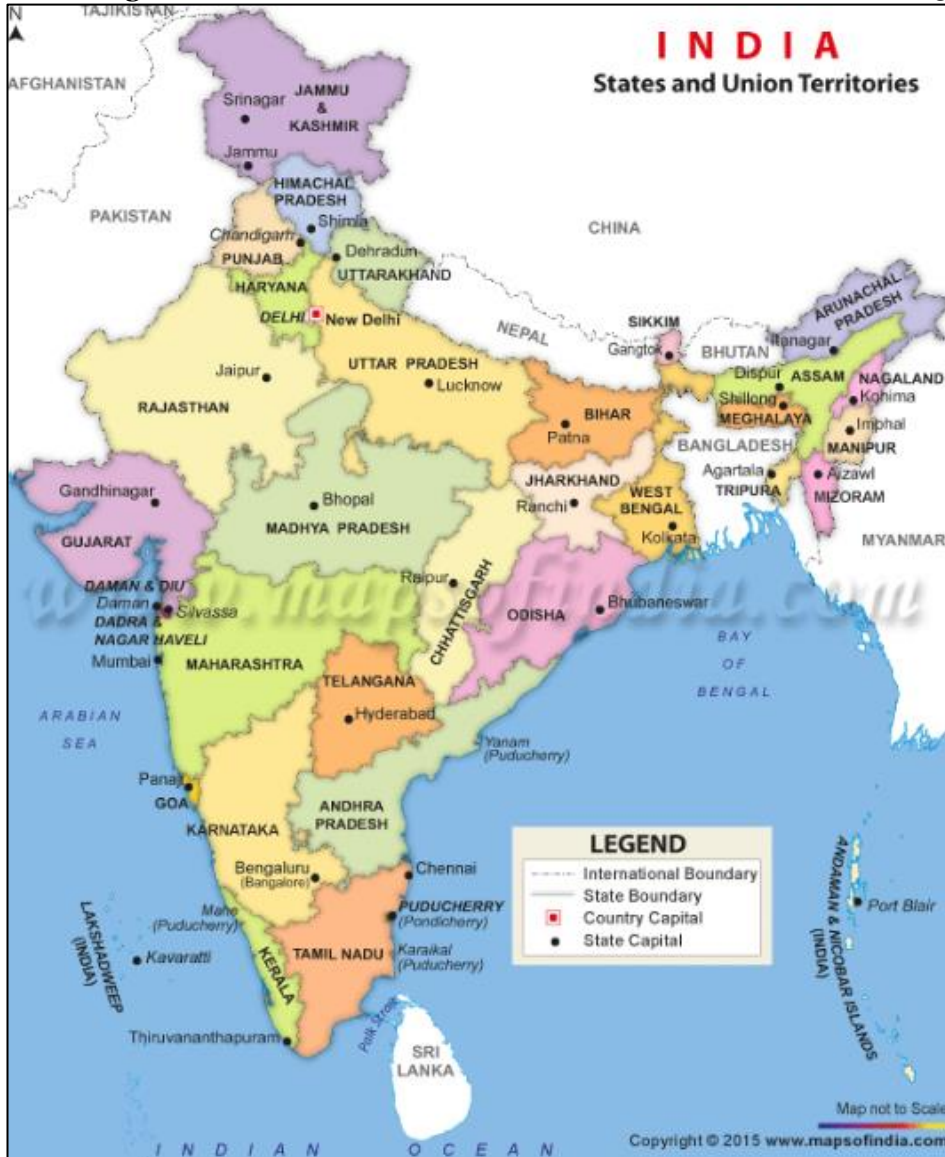 TAJIKISTAN
N
INDIA
States and Union Territories
AFGHANISTAN
JAMMU
&
KASHMIR
Srinagar
Jammu
HIMACHAL
PRADESH
Shimla
PAKISTAN
CHINA
Chandigarh
PUNJAB
Dehradun
UTTARAKHAND
HARYANA
DELHI
New Delhi
NEPAL
SIKKIM
Gangtok
BHUTAN
ARUNACHAL
PRADESH
Itanagar
Dispur
ASSAM
NAGALAND
Kohima
Shillong
MEGHALAYA
Imphal
MANIPUR
BANGLADESH
Agartala
TRIPURA
Aizawl
MIZORAM
MYANMAR
Jaipur
RAJASTHAN
UTTAR PRADESH
Lucknow
BIHAR
Patna
JHARKHAND
Ranchi
WEST
BENGAL
Kolkata
Gandhinagar
GUJARAT
Bhopal
MADHYA PRADESH
www.mapsofindia.com
DAMAN & DIU
Daman
Silvassa
DADRA &
NAGAR HAVELI
Mumbai
MAHARASHTRA
Raipur
CHHATTISGARH
ODISHA
Bhubaneswar
BAY
OF
BENGAL
ARABIAN
SEA
TELANGANA
Hyderabad
Yanam
(Puducherry)
Panaji
GOA
KARNATAKA
ANDHRA
PRADESH
Bengaluru
(Bangalore)
Chennai
Mahe
(Puducherry)
PUDUCHERRY
(Pondicherry)
Karaikal
(Puducherry)
LAKSHADWEEP
(INDIA)
Kavaratti
KERALA
TAMIL NADU
Thiruvananthapuram
Palk Strait
SRI
LANKA
LEGEND
International Boundary
State Boundary
Country Capital
State Capital
Port Blair
ANDAMAN & NICOBAR ISLANDS
(INDIA)
Map not to Scale
INDIAN OCEAN
Copyright © 2015 www.mapsofindia.com